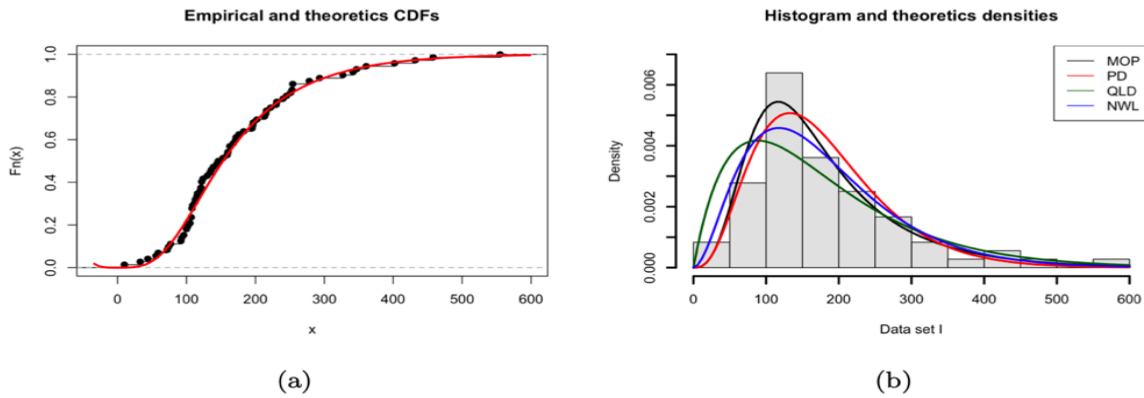 Empirical and theoretics CDFs
Fn(x)
1.0
0.8
0.6
0.4
0.2
0.0
0 100 200 300 400 500 600
x
(a)
Histogram and theoretics densities
MOP
PD
QLD
NWL
Density
0.006
0.004
0.002
0.000
0 100 200 300 400 500 600
Data set I
(b)